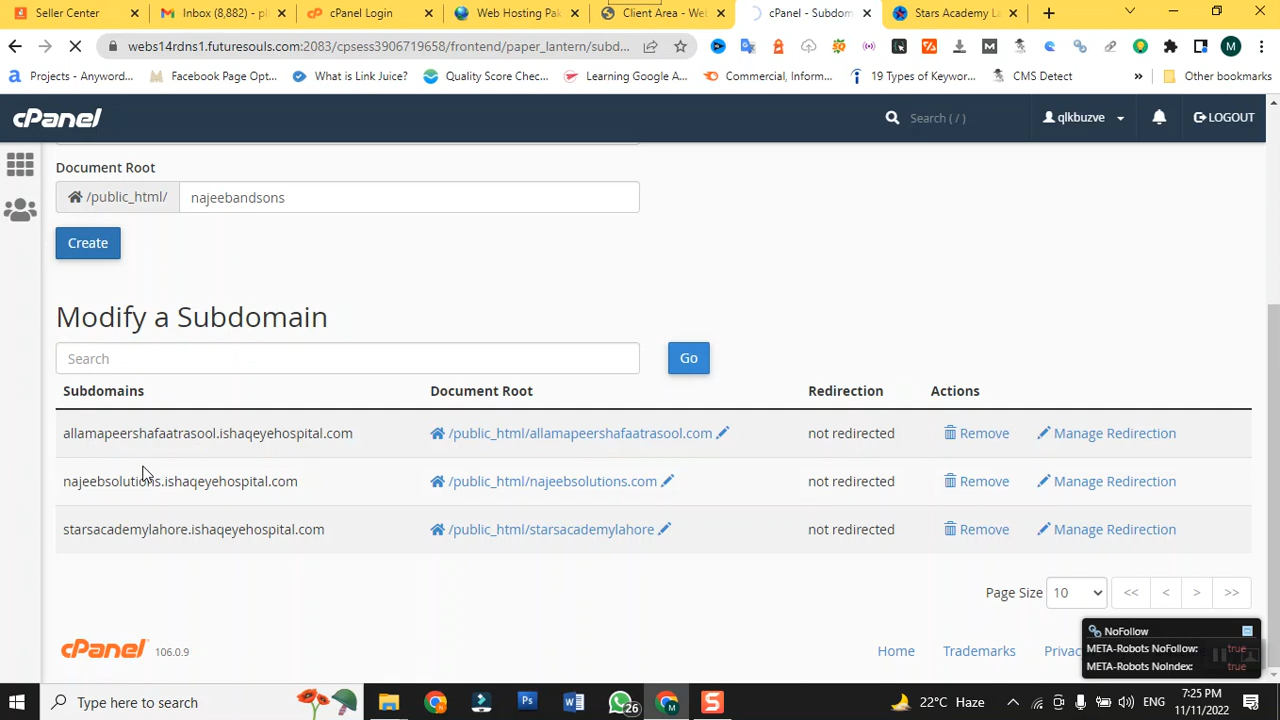 Seller Center
Inbox (8,882) - pl
cPanel Login
Web Hosting Pak
Client Area - We
cPanel - Subdom
Stars Academy La
webs14rdns1.futuresouls.com:2083/cpsess3906719658/frontend/paper_lantern/subd...
Projects - Anyword...
Facebook Page Opt...
What is Link Juice?
Quality Score Chec...
Learning Google A...
Commercial, Inform...
19 Types of Keywor...
CMS Detect
»
Other bookmarks
cPanel
Search ( / )
qlkbuzve
LOGOUT
Document Root
/public_html/
najeebandsons
Create
Modify a Subdomain
Search
Go
Subdomains
Document Root
Redirection
Actions
allamapeershafaatrasool.ishaqeyehospital.com
/public_html/allamapeershafaatrasool.com
not redirected
Remove
Manage Redirection
najeebsolutions.ishaqeyehospital.com
/public_html/najeebsolutions.com
not redirected
Remove
Manage Redirection
starsacademylahore.ishaqeyehospital.com
/public_html/starsacademylahore
not redirected
Remove
Manage Redirection
Page Size
10
<<
<
>
>>
cPanel
106.0.9
Home
Trademarks
NoFollow
META-Robots NoFollow:
true
META-Robots NoIndex:
true
Type here to search
26
22°C Haze
ENG
7:25 PM
11/11/2022